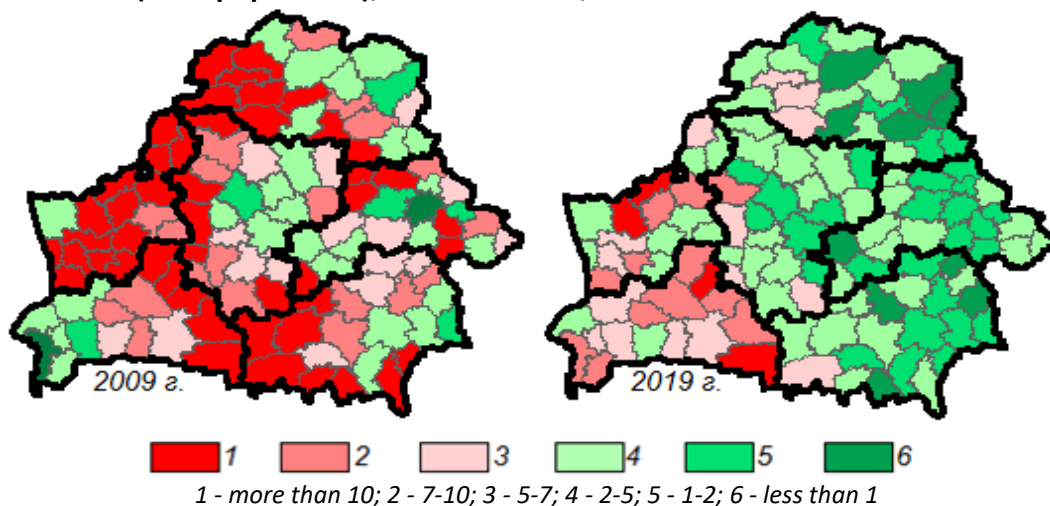 2009 г.
2019 г.
1 2 3 4 5 6
1 - more than 10; 2 - 7-10; 3 - 5-7; 4 - 2-5; 5 - 1-2; 6 - less than 1